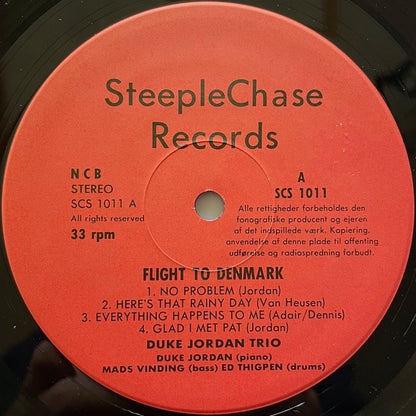 SteepleChase
Records
N C B
STEREO
SCS 1011 A
All rights reserved
33 rpm
A
SCS 1011
Alle rettigheder forbeholdes den
fonografiske producent og ejeren
af det indspillede værk. Kopiering,
anvendelse af denne plade til offenting
udførelse og radiospredning forbudt.
FLIGHT TO DENMARK
1. NO PROBLEM (Jordan)
2. HERE'S THAT RAINY DAY (Van Heusen)
3. EVERYTHING HAPPENS TO ME (Adair/Dennis)
4. GLAD I MET PAT (Jordan)
DUKE JORDAN TRIO
DUKE JORDAN (piano)
MADS VINDING (bass) ED THIGPEN (drums)